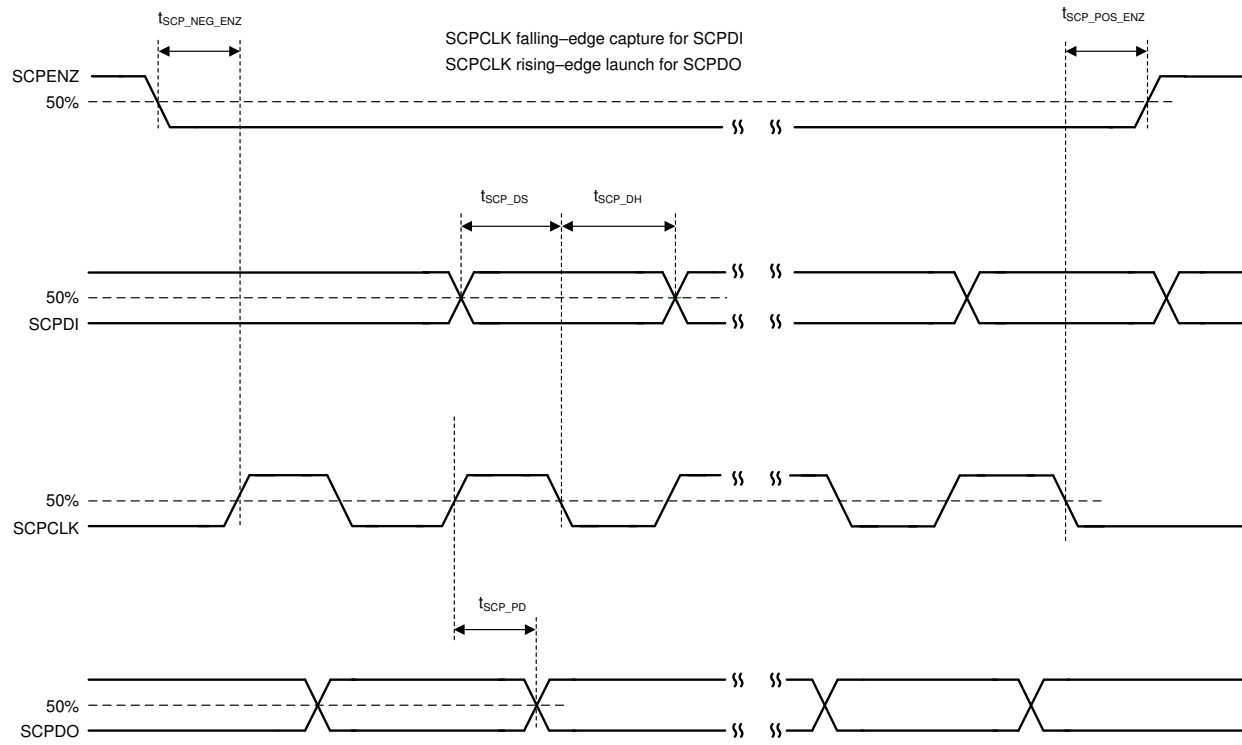 tSCP_NEG_ENZ
SCPCLK falling–edge capture for SCPDI
SCPCLK rising–edge launch for SCPDO
tSCP_POS_ENZ
SCPENZ
50%
tSCP_DS
tSCP_DH
50%
SCPDI
50%
SCPCLK
tSCP_PD
50%
SCPDO